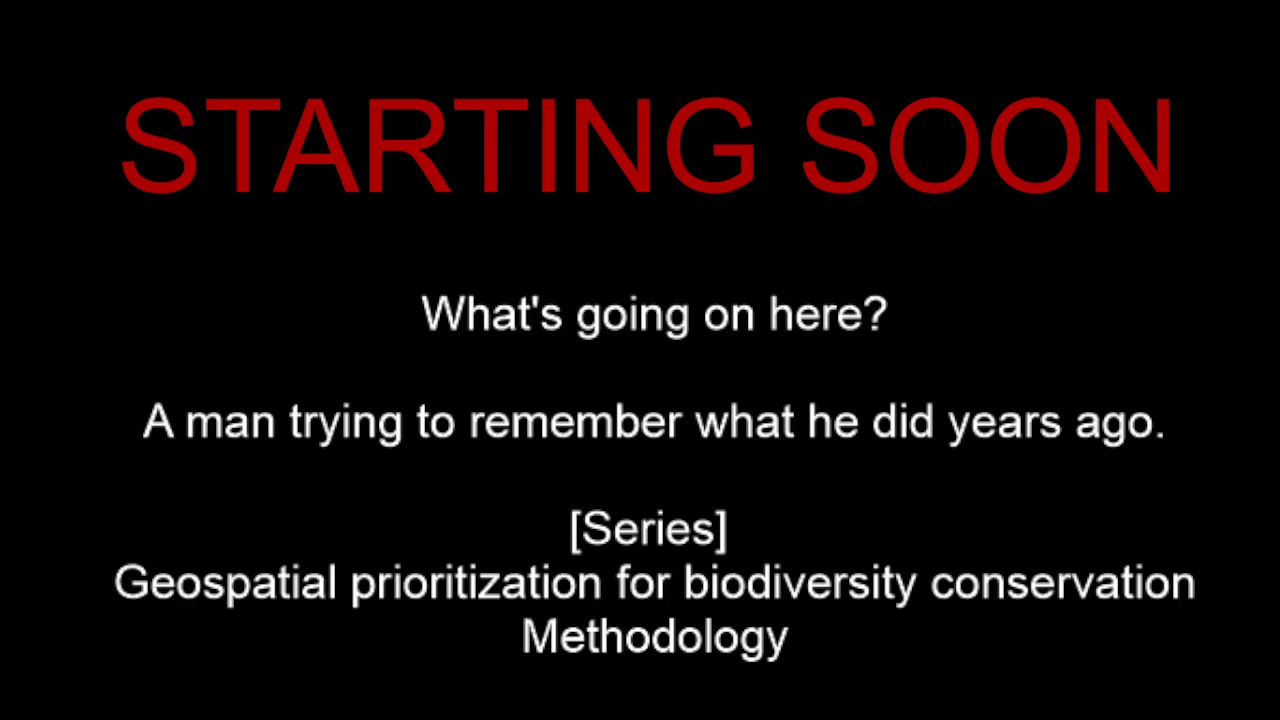 STARTING SOON
What's going on here?
A man trying to remember what he did years ago.
[Series]
Geospatial prioritization for biodiversity conservation
Methodology